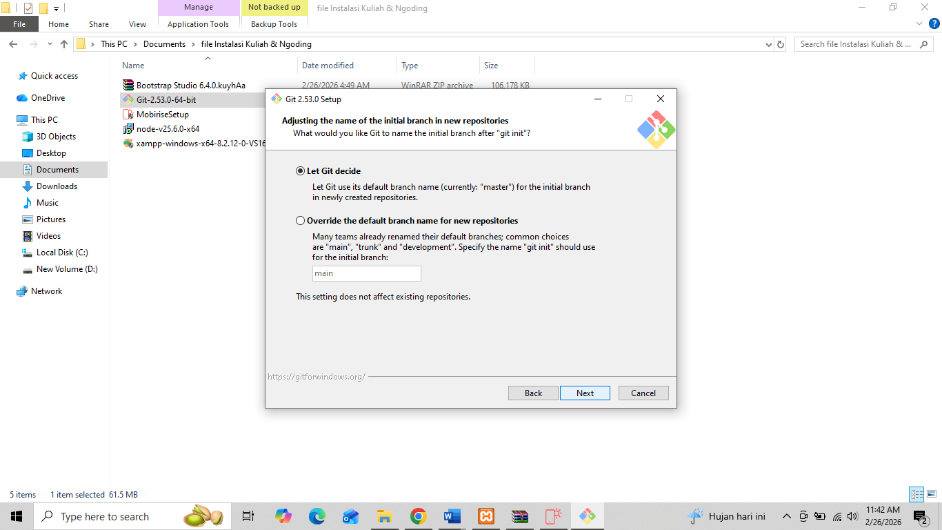 Manage
Not backed up
file Instalasi Kuliah & Ngoding
File
Home
Share
View
Application Tools
Backup Tools
This PC
Documents
file Instalasi Kuliah & Ngoding
Search file Instalasi Kuliah & ...
Name
Date modified
Type
Size
Quick access
OneDrive
This PC
3D Objects
Desktop
Documents
Downloads
Music
Pictures
Videos
Local Disk (C:)
New Volume (D:)
Network
Bootstrap Studio 6.4.0.kuyhAa
2/26/2026 4:49 AM
WinRAR ZIP archive
106,178 KB
Git-2.53.0-64-bit
MobiriseSetup
node-v25.6.0-x64
xampp-windows-x64-8.2.12-0-VS16
Git 2.53.0 Setup
Adjusting the name of the initial branch in new repositories
What would you like Git to name the initial branch after "git init"?
Let Git decide
Let Git use its default branch name (currently: "master") for the initial branch
in newly created repositories.
Override the default branch name for new repositories
Many teams already renamed their default branches; common choices
are "main", "trunk" and "development". Specify the name "git init" should use
for the initial branch:
main
This setting does not affect existing repositories.
https://gitforwindows.org/
Back
Next
Cancel
5 items
1 item selected 61.5 MB
Type here to search
Hujan hari ini
11:42 AM
2/26/2026
2